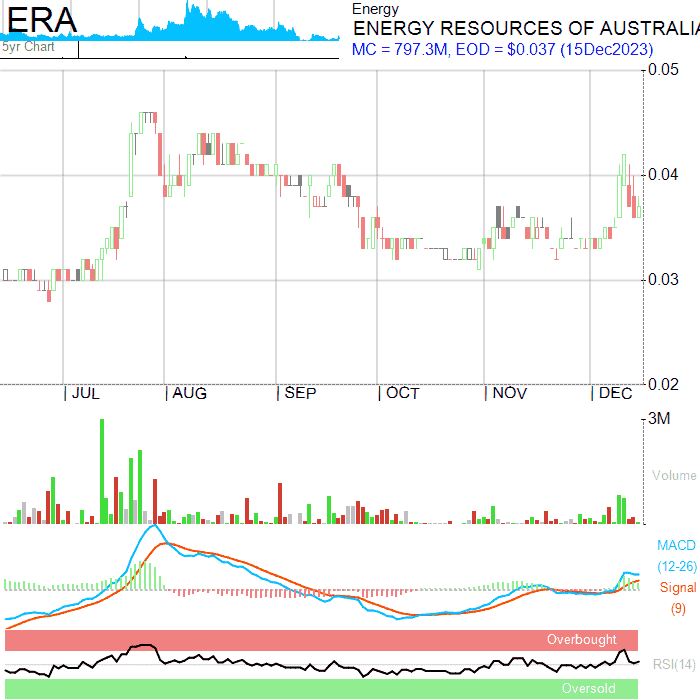 ERA
5yr Chart
Energy
ENERGY RESOURCES OF AUSTRALIA
MC = 797.3M, EOD = $0.037 (15Dec2023)
0.05
0.04
0.03
0.02
JUL AUG SEP OCT NOV DEC
3M
Volume
MACD
(12-26)
Signal
(9)
Overbought
RSI(14)
Oversold